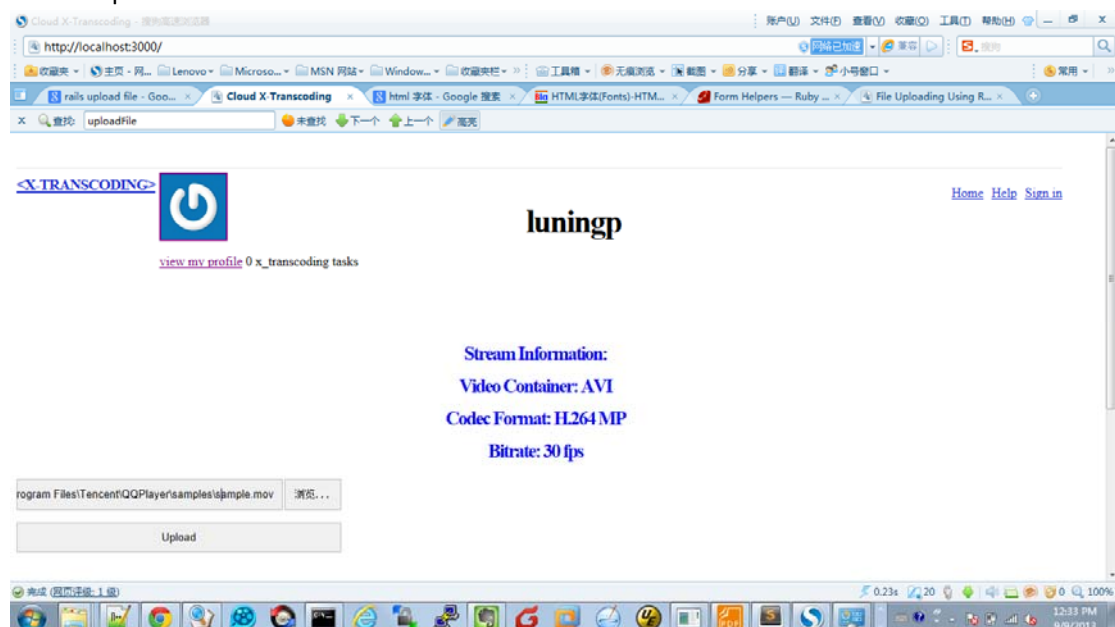 Cloud X-Transcoding - 搜狗高速浏览器
账户(U) 文件(F) 查看(V) 收藏(O) 工具(T) 帮助(H)
http://localhost:3000/
网络已加速
兼容
搜狗
收藏夹 主页 - 网... Lenovo Microso... MSN 网站 Window... 收藏夹栏 工具箱 无痕浏览 截图 分享 翻译 小号窗口 常用
rails upload file - Goo... Cloud X-Transcoding html 字体 - Google 搜索 HTML字体(Fonts)-HTM... Form Helpers — Ruby ... File Uploading Using R...
x 查找: uploadFile 未查找 下一个 上一个 高亮
<X-TRANSCODING>
Home Help Sign in
luningp
view my profile 0 x_transcoding tasks
Stream Information:
Video Container: AVI
Codec Format: H.264 MP
Bitrate: 30 fps
rogram Files\Tencent\QQPlayer\samples\sample.mov 浏览...
Upload
完成 (网页评级: 1 级) 0.23s 20 0 100%
12:33 PM
9/9/2013